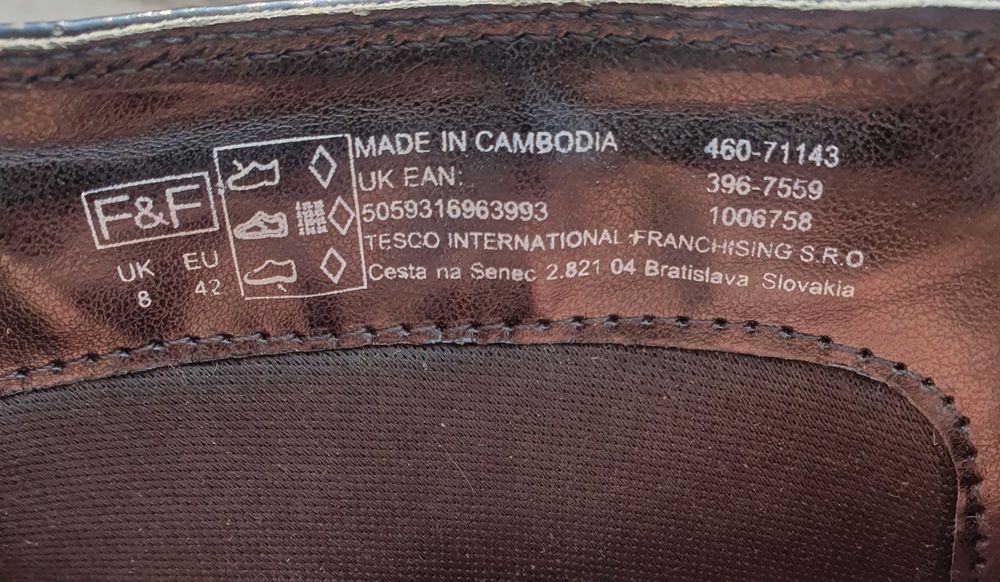 F&F
UK EU
8 42
MADE IN CAMBODIA
UK EAN:
5059316963993
TESCO INTERNATIONAL FRANCHISING S.R.O.
Cesta na Senec 2.821 04 Bratislava Slovakia
460-71143
396-7559
1006758